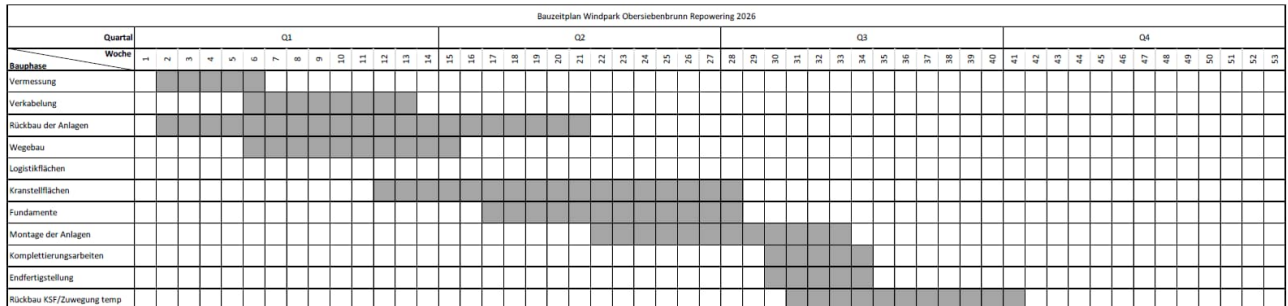 Bauzeitplan Windpark Obersiebenbrunn Repowering 2026
Quartal Q1 Q2 Q3 Q4
Woche
Bauphase 1 2 3 4 5 6 7 8 9 10 11 12 13 14 15 16 17 18 19 20 21 22 23 24 25 26 27 28 29 30 31 32 33 34 35 36 37 38 39 40 41 42 43 44 45 46 47 48 49 50 51 52 53
Vermessung
Verkabelung
Rückbau der Anlagen
Wegebau
Logistikflächen
Kranstellflächen
Fundamente
Montage der Anlagen
Komplettierungsarbeiten
Endfertigstellung
Rückbau KSF/Zuwegung temp